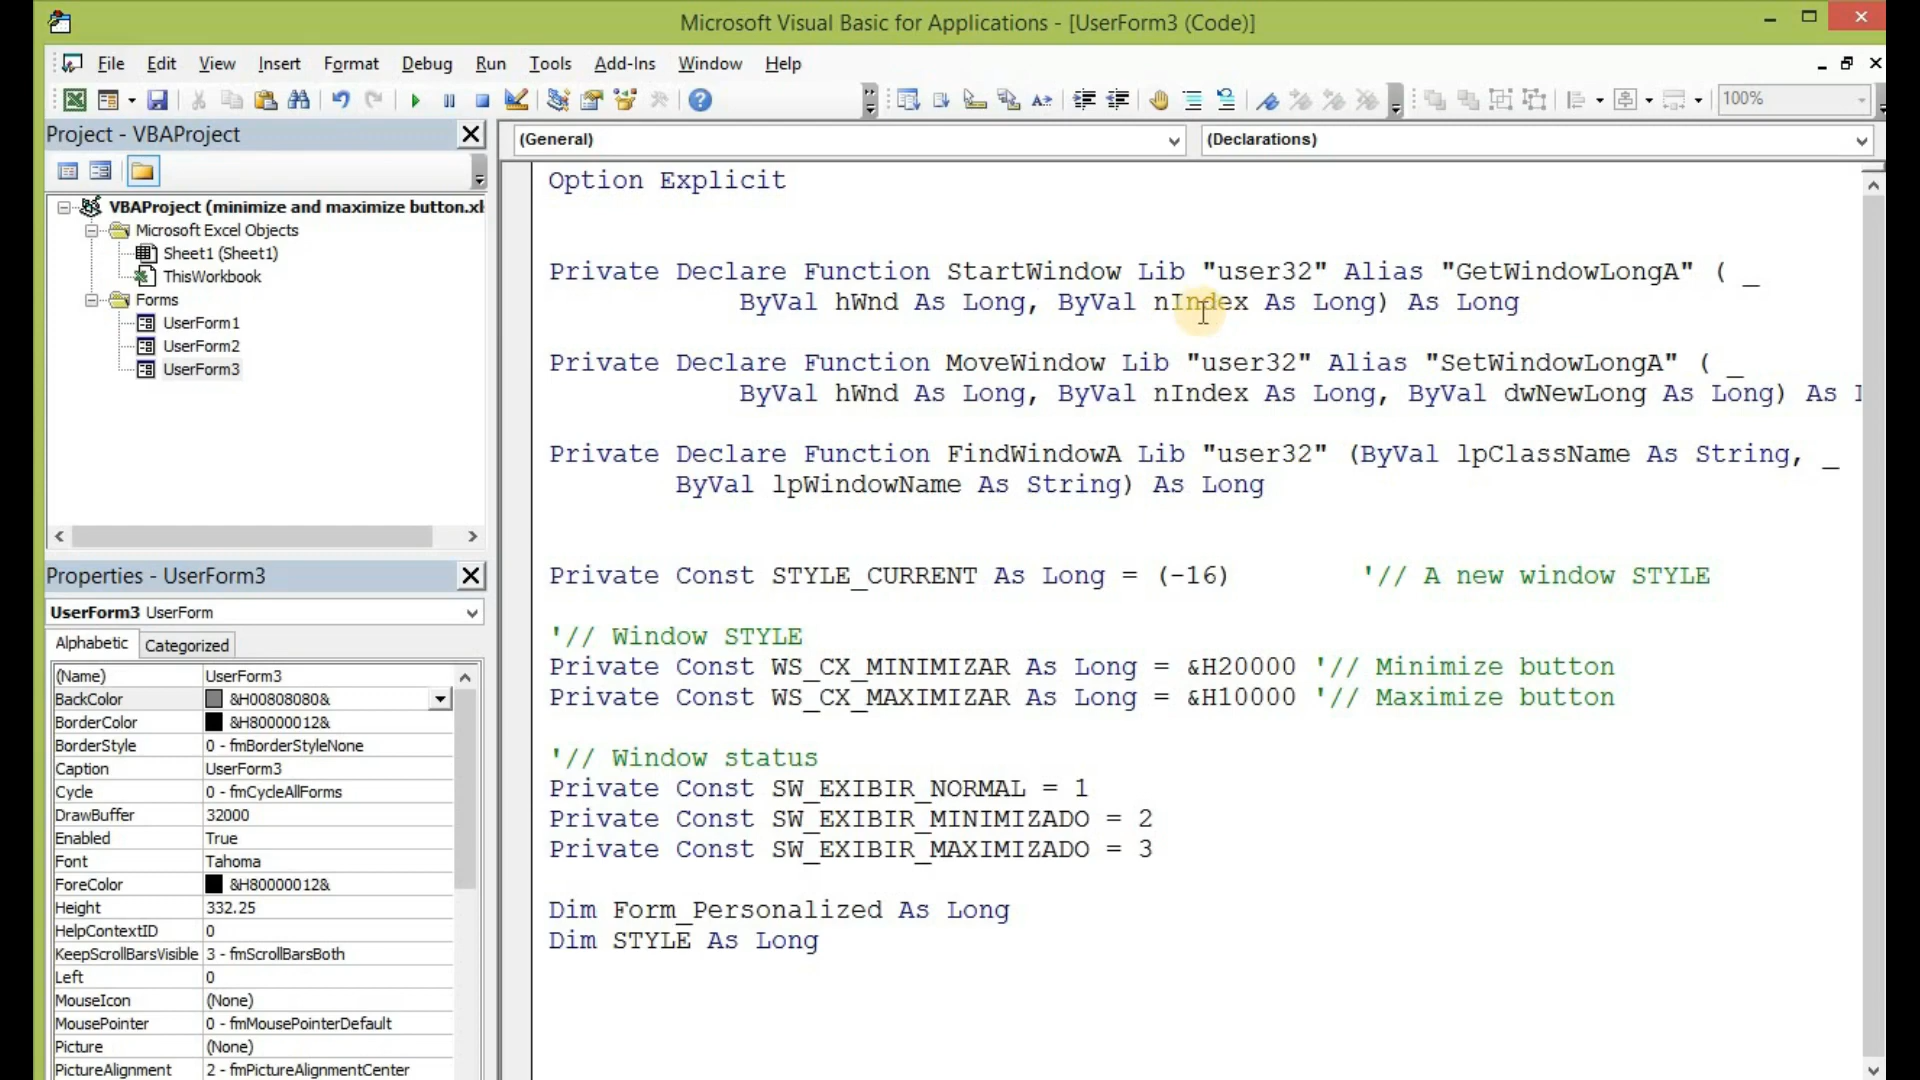 Microsoft Visual Basic for Applications - [UserForm3 (Code)]
File Edit View Insert Format Debug Run Tools Add-Ins Window Help
100%
Project - VBAProject
(General)
(Declarations)
VBAProject (minimize and maximize button.xl
Microsoft Excel Objects
Sheet1 (Sheet1)
ThisWorkbook
Forms
UserForm1
UserForm2
UserForm3
Properties - UserForm3
UserForm3 UserForm
Alphabetic Categorized
(Name) UserForm3
BackColor &H00808080&
BorderColor &H80000012&
BorderStyle 0 - fmBorderStyleNone
Caption UserForm3
Cycle 0 - fmCycleAllForms
DrawBuffer 32000
Enabled True
Font Tahoma
ForeColor &H80000012&
Height 332.25
HelpContextID 0
KeepScrollBarsVisible 3 - fmScrollBarsBoth
Left 0
MouseIcon (None)
MousePointer 0 - fmMousePointerDefault
Picture (None)
PictureAlignment 2 - fmPictureAlignmentCenter
Option Explicit
Private Declare Function StartWindow Lib "user32" Alias "GetWindowLongA" ( _
ByVal hWnd As Long, ByVal nIndex As Long) As Long
Private Declare Function MoveWindow Lib "user32" Alias "SetWindowLongA" ( _
ByVal hWnd As Long, ByVal nIndex As Long, ByVal dwNewLong As Long) As
Private Declare Function FindWindowA Lib "user32" (ByVal lpClassName As String, _
ByVal lpWindowName As String) As Long
Private Const STYLE_CURRENT As Long = (-16) '// A new window STYLE
'// Window STYLE
Private Const WS_CX_MINIMIZAR As Long = &H20000 '// Minimize button
Private Const WS_CX_MAXIMIZAR As Long = &H10000 '// Maximize button
'// Window status
Private Const SW_EXIBIR_NORMAL = 1
Private Const SW_EXIBIR_MINIMIZADO = 2
Private Const SW_EXIBIR_MAXIMIZADO = 3
Dim Form_Personalized As Long
Dim STYLE As Long